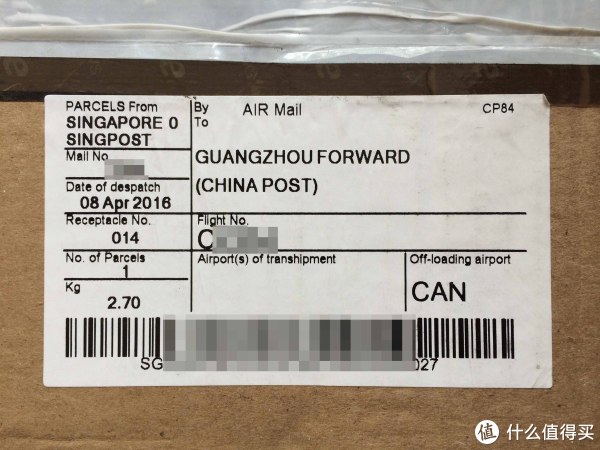 PARCELS From
SINGAPORE 0
SINGPOST
Mail No.
Date of despatch
08 Apr 2016
Receptacle No.
014
No. of Parcels
1
Kg
2.70
By AIR Mail CP84
To
GUANGZHOU FORWARD
(CHINA POST)
Flight No.
C
Airport(s) of transhipment
Off-loading airport
CAN
SG 027
值 什么值得买